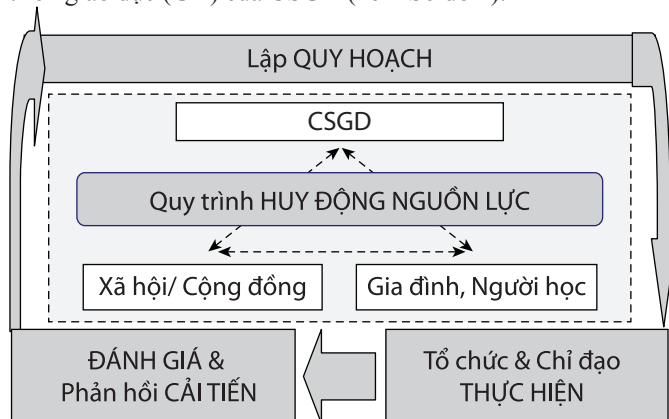 Lập QUY HOẠCH
CSGD
Quy trình HUY ĐỘNG NGUỒN LỰC
Xã hội/ Cộng đồng
Gia đình, Người học
ĐÁNH GIÁ &
Phản hồi CẢI TIẾN
Tổ chức & Chỉ đạo
THỰC HIỆN